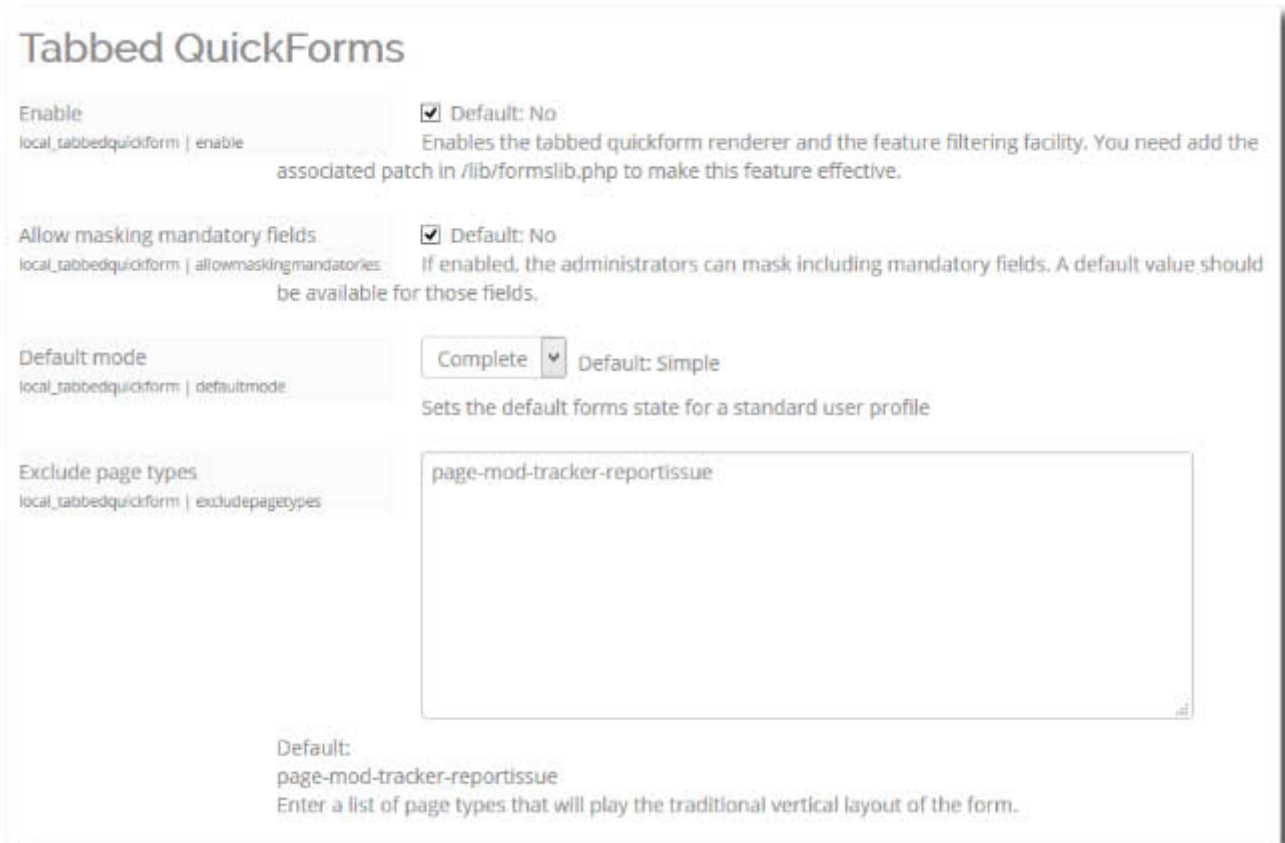 Tabbed QuickForms
Enable
local_tabbedquickform | enable
Default: No
Enables the tabbed quickform renderer and the feature filtering facility. You need add the
associated patch in /lib/formslib.php to make this feature effective.
Allow masking mandatory fields
local_tabbedquickform | allowmaskingmandatories
Default: No
If enabled, the administrators can mask including mandatory fields. A default value should
be available for those fields.
Default mode
local_tabbedquickform | defaultmode
Complete
Default: Simple
Sets the default forms state for a standard user profile
Exclude page types
local_tabbedquickform | excludepagetypes
page-mod-tracker-reportissue
Default:
page-mod-tracker-reportissue
Enter a list of page types that will play the traditional vertical layout of the form.